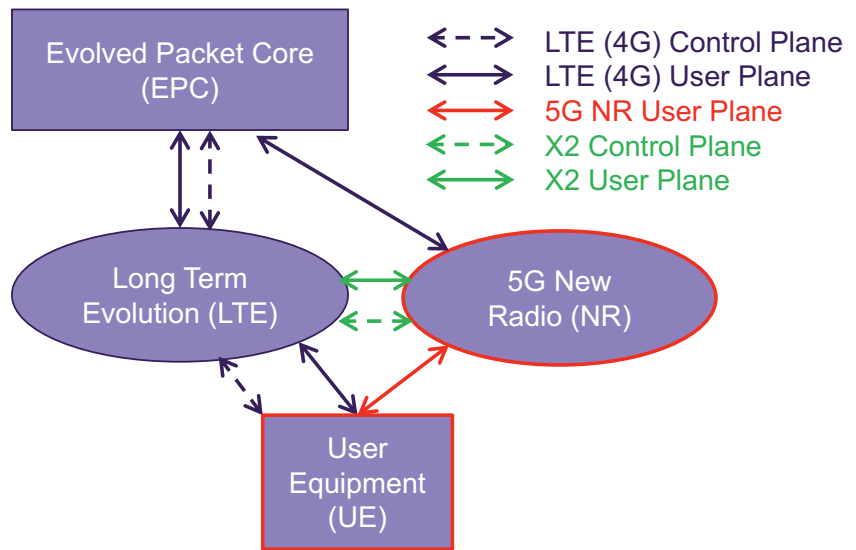 Evolved Packet Core
(EPC)
LTE (4G) Control Plane
LTE (4G) User Plane
5G NR User Plane
X2 Control Plane
X2 User Plane
Long Term
Evolution (LTE)
5G New
Radio (NR)
User
Equipment
(UE)